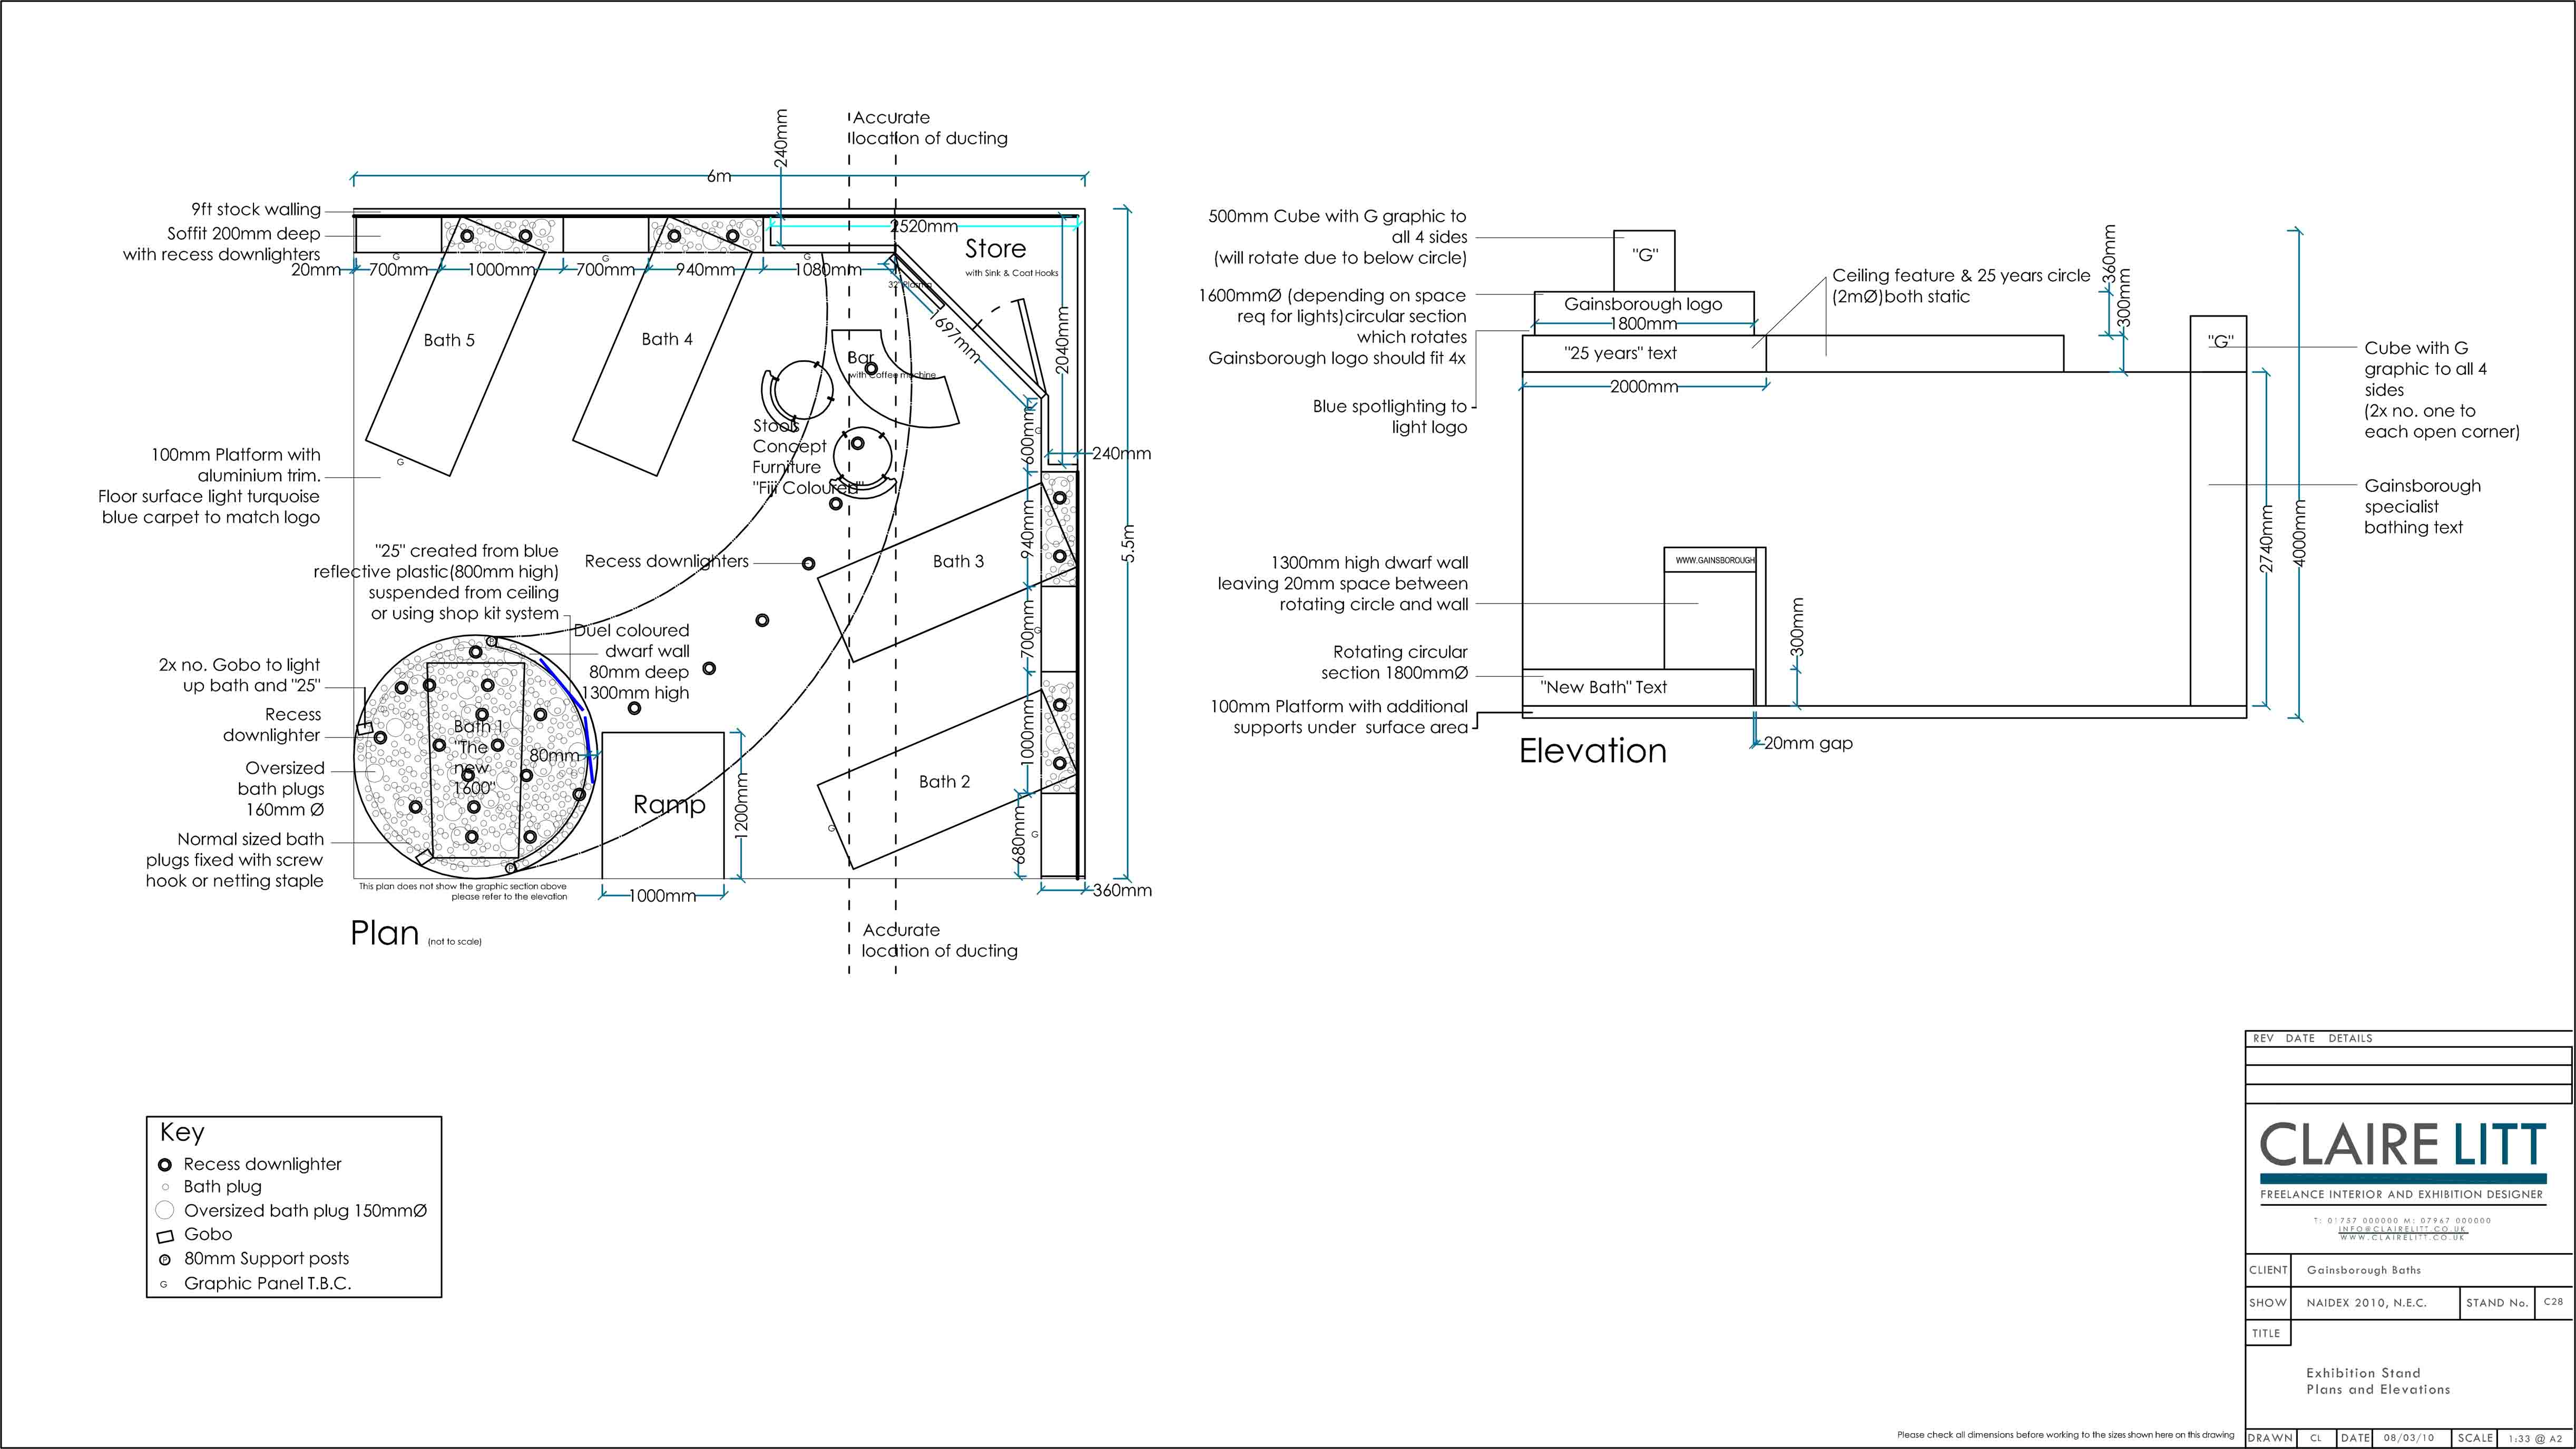 Accurate
location of ducting
240mm
6m
9ft stock walling
Soffit 200mm deep
with recess downlighters
2520mm
Store
with Sink & Coat Hooks
20mm
700mm
1000mm
700mm
940mm
1080mm
G
G
G
32" Plasma
1697mm
2040mm
Bath 5
Bath 4
Bar
with Coffee machine
Stools
Concept
Furniture
"Fiji Coloured"
600mm
G
240mm
G
100mm Platform with
aluminium trim.
Floor surface light turquoise
blue carpet to match logo
5.5m
940mm
"25" created from blue
reflective plastic(800mm high)
suspended from ceiling
or using shop kit system
Recess downlighters
Bath 3
Duel coloured
dwarf wall
80mm deep
1300mm high
700mm
G
P
2x no. Gobo to light
up bath and "25"
Recess
downlighter
Bath 1
"The
new
1600"
80mm
1000mm
Oversized
bath plugs
160mm Ø
Ramp
1200mm
Bath 2
G
680mm
G
Normal sized bath
plugs fixed with screw
hook or netting staple
P
This plan does not show the graphic section above
please refer to the elevation
1000mm
360mm
Plan (not to scale)
Accurate
location of ducting
500mm Cube with G graphic to
all 4 sides
(will rotate due to below circle)
"G"
1600mmØ (depending on space
req for lights)circular section
which rotates
Gainsborough logo should fit 4x
Gainsborough logo
1800mm
Ceiling feature & 25 years circle
(2mØ)both static
360mm
300mm
"25 years" text
2000mm
"G"
Cube with G
graphic to all 4
sides
(2x no. one to
each open corner)
Blue spotlighting to
light logo
Gainsborough
specialist
bathing text
2740mm
4000mm
1300mm high dwarf wall
leaving 20mm space between
rotating circle and wall
WWW.GAINSBOROUGH
300mm
Rotating circular
section 1800mmØ
"New Bath" Text
100mm Platform with additional
supports under surface area
20mm gap
Elevation
Key
Recess downlighter
Bath plug
Oversized bath plug 150mmØ
Gobo
P 80mm Support posts
G Graphic Panel T.B.C.
REV DATE DETAILS
CLAIRE LITT
FREELANCE INTERIOR AND EXHIBITION DESIGNER
T: 01757 000000 M: 07967 000000
INFO@CLAIRELITT.CO.UK
WWW.CLAIRELITT.CO.UK
CLIENT Gainsborough Baths
SHOW NAIDEX 2010, N.E.C. STAND No. C28
TITLE
Exhibition Stand
Plans and Elevations
Please check all dimensions before working to the sizes shown here on this drawing
DRAWN CL DATE 08/03/10 SCALE 1:33 @ A2